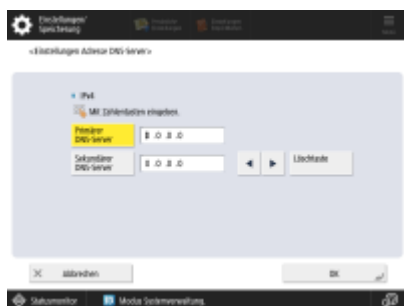 Einstellungen/
Speicherung
<Einstellungen Adresse DNS-Server>
IPv4
Mit Zahlentasten eingeben.
Primärer
DNS-Server
Sekundärer
DNS-Server
Löschtaste
Abbrechen
OK
Statusmonitor
Modus Systemverwaltung.